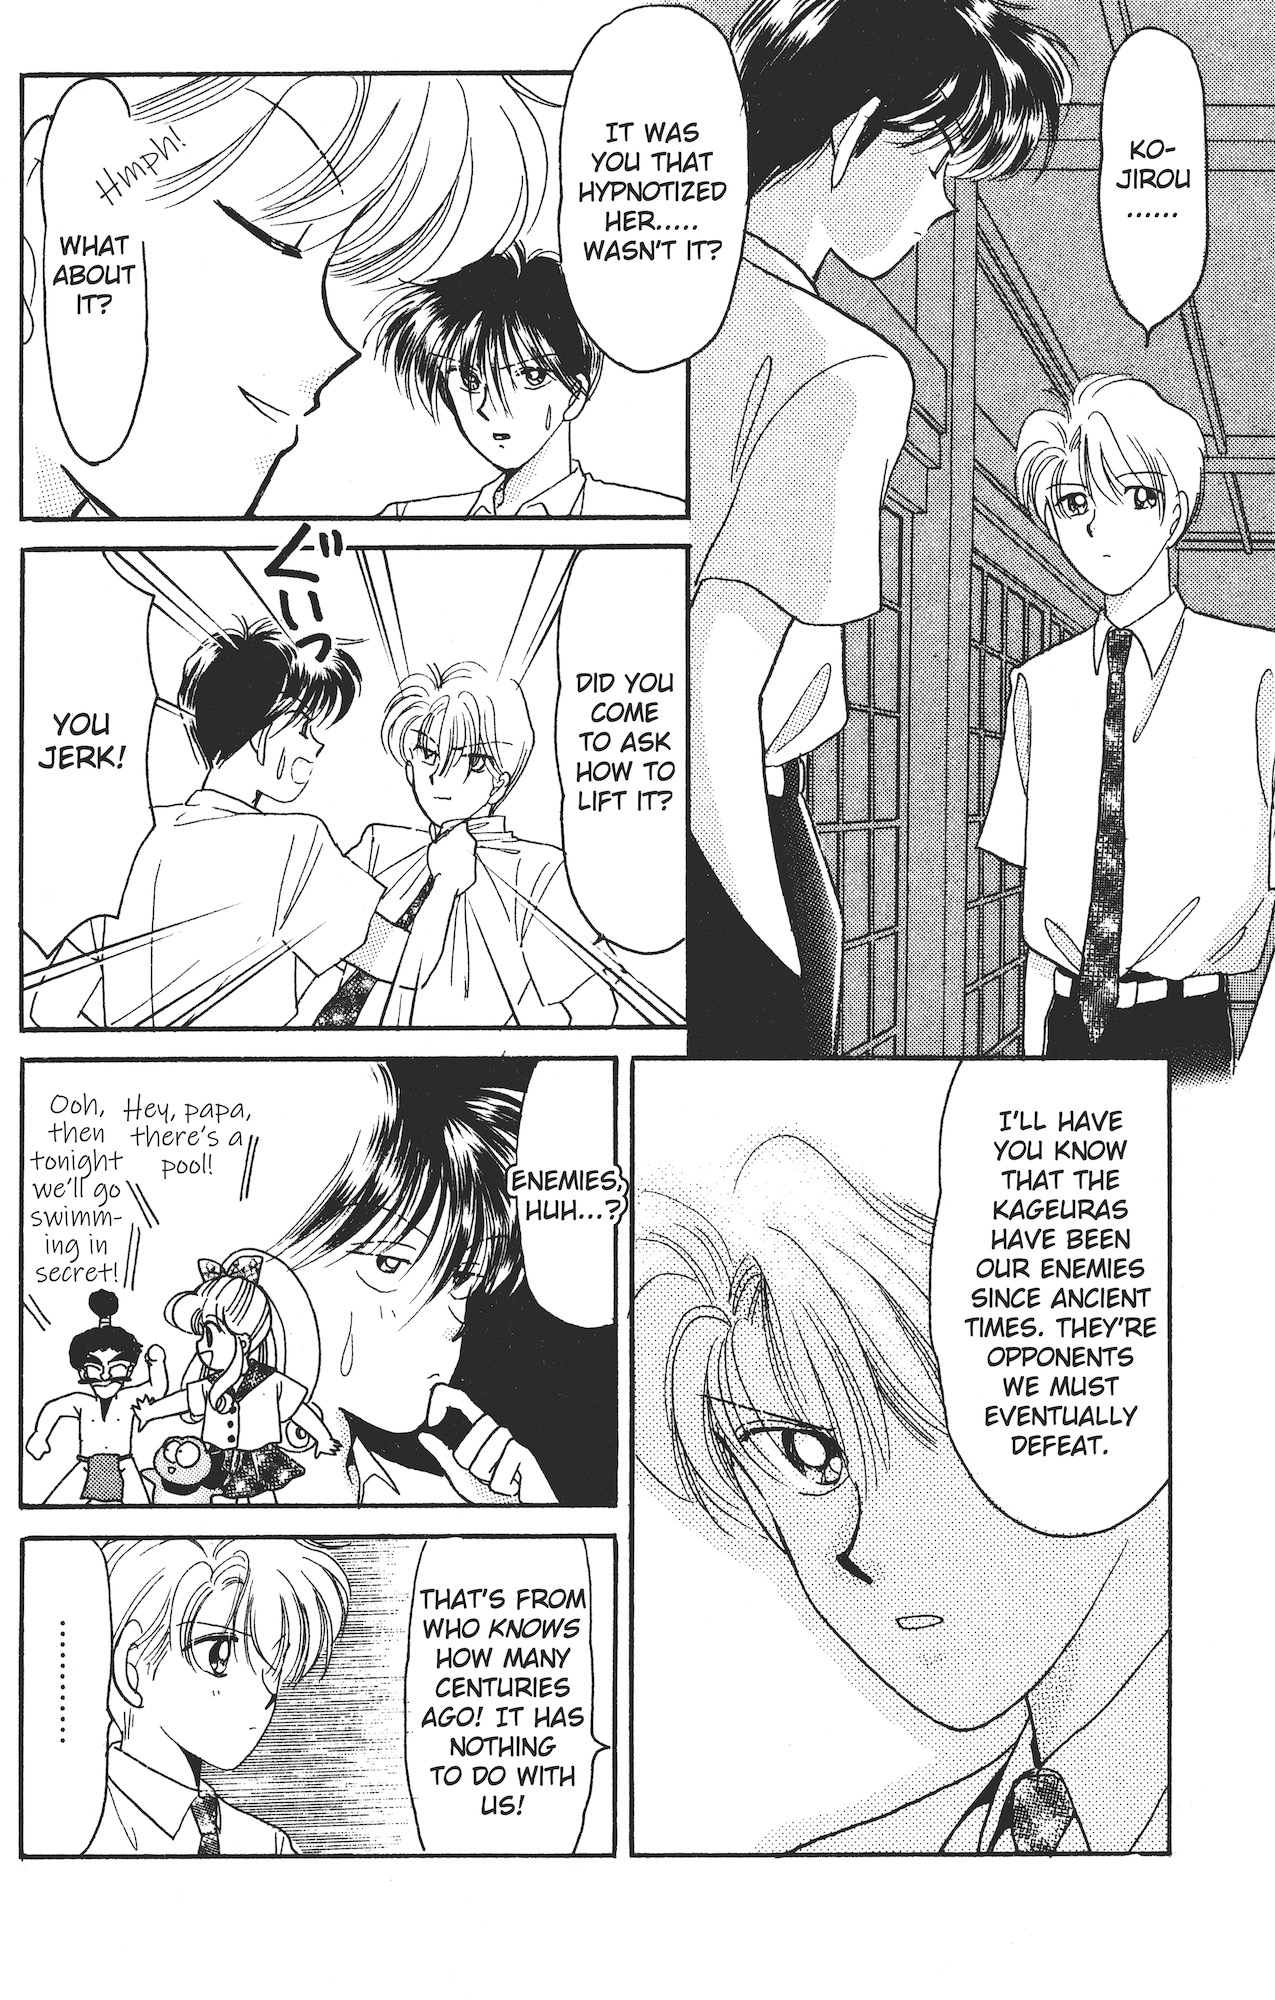 KO-
JIROU
......
IT WAS
YOU THAT
HYPNOTIZED
HER.....
WASN'T IT?
Hmph!
WHAT
ABOUT
IT?
DID YOU
COME
TO ASK
HOW TO
LIFT IT?
ぐいっ
YOU
JERK!
I'LL HAVE
YOU KNOW
THAT THE
KAGEURAS
HAVE BEEN
OUR ENEMIES
SINCE ANCIENT
TIMES. THEY'RE
OPPONENTS
WE MUST
EVENTUALLY
DEFEAT.
ENEMIES,
HUH...?
Hey, papa,
there's a
pool!
Ooh,
then
tonight
we'll go
swimm-
ing in
secret!
THAT'S FROM
WHO KNOWS
HOW MANY
CENTURIES
AGO! IT HAS
NOTHING
TO DO WITH
US!
.........